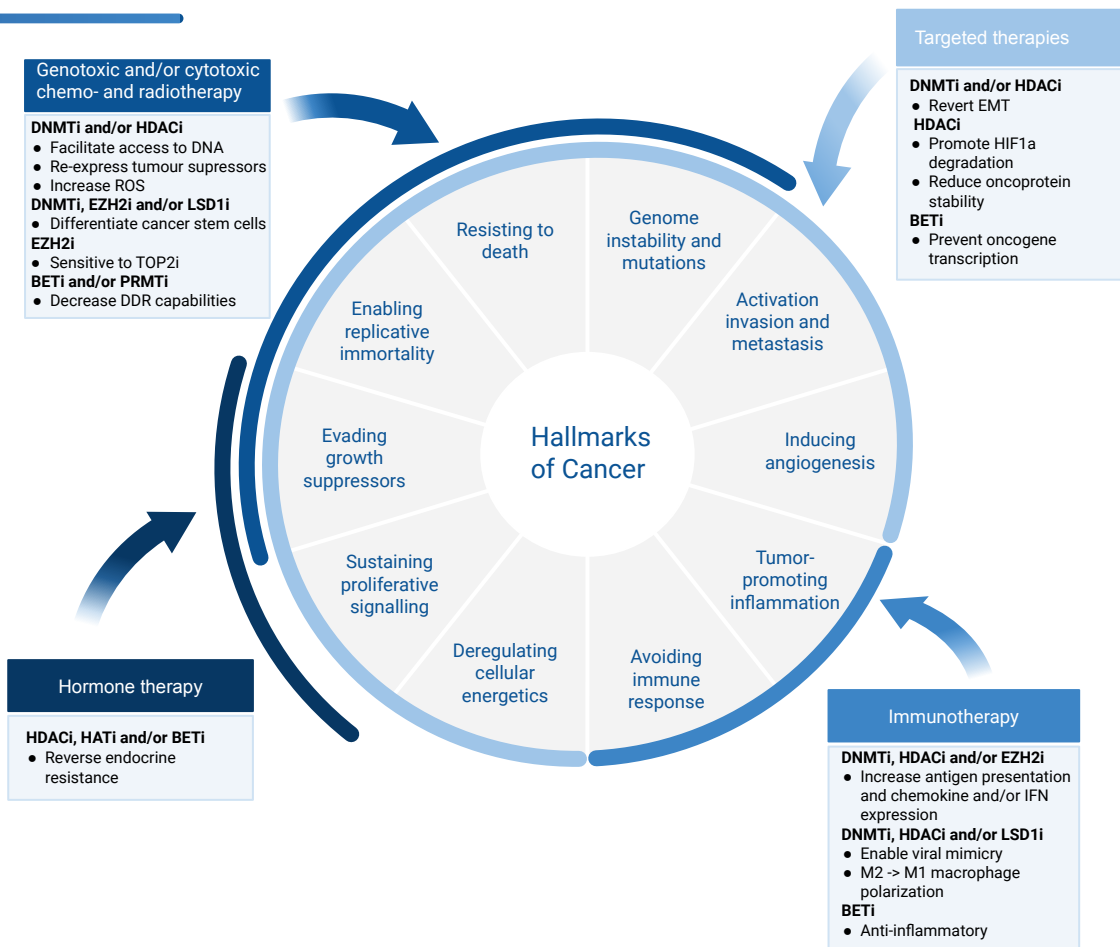 Genotoxic and/or cytotoxic
chemo- and radiotherapy
DNMTi and/or HDACi
● Facilitate access to DNA
● Re-express tumour supressors
● Increase ROS
DNMTi, EZH2i and/or LSD1i
● Differentiate cancer stem cells
EZH2i
● Sensitive to TOP2i
BETi and/or PRMTi
● Decrease DDR capabilities
Targeted therapies
DNMTi and/or HDACi
● Revert EMT
HDACi
● Promote HIF1a
degradation
● Reduce oncoprotein
stability
BETi
● Prevent oncogene
transcription
Hallmarks
of Cancer
Resisting to
death
Genome
instability and
mutations
Activation
invasion and
metastasis
Inducing
angiogenesis
Tumor-
promoting
inflammation
Avoiding
immune
response
Deregulating
cellular
energetics
Sustaining
proliferative
signalling
Evading
growth
suppressors
Enabling
replicative
immortality
Hormone therapy
HDACi, HATi and/or BETi
● Reverse endocrine
resistance
Immunotherapy
DNMTi, HDACi and/or EZH2i
● Increase antigen presentation
and chemokine and/or IFN
expression
DNMTi, HDACi and/or LSD1i
● Enable viral mimicry
● M2 -> M1 macrophage
polarization
BETi
● Anti-inflammatory